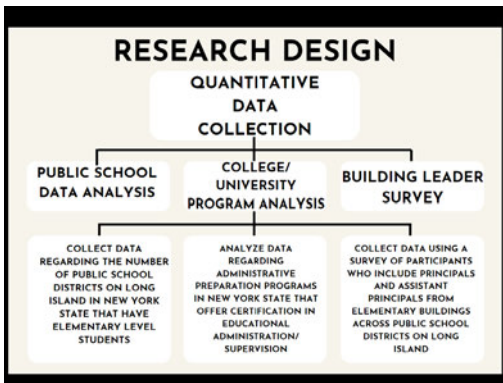 RESEARCH DESIGN
QUANTITATIVE
DATA
COLLECTION
PUBLIC SCHOOL
DATA ANALYSIS
COLLEGE/
UNIVERSITY
PROGRAM ANALYSIS
BUILDING LEADER
SURVEY
COLLECT DATA
REGARDING THE NUMBER
OF PUBLIC SCHOOL
DISTRICTS ON LONG
ISLAND IN NEW YORK
STATE THAT HAVE
ELEMENTARY LEVEL
STUDENTS
ANALYZE DATA
REGARDING
ADMINISTRATIVE
PREPARATION PROGRAMS
IN NEW YORK STATE THAT
OFFER CERTIFICATION IN
EDUCATIONAL
ADMINISTRATION/
SUPERVISION
COLLECT DATA USING A
SURVEY OF PARTICIPANTS
WHO INCLUDE PRINCIPALS
AND ASSISTANT
PRINCIPALS FROM
ELEMENTARY BUILDINGS
ACROSS PUBLIC SCHOOL
DISTRICTS ON LONG
ISLAND